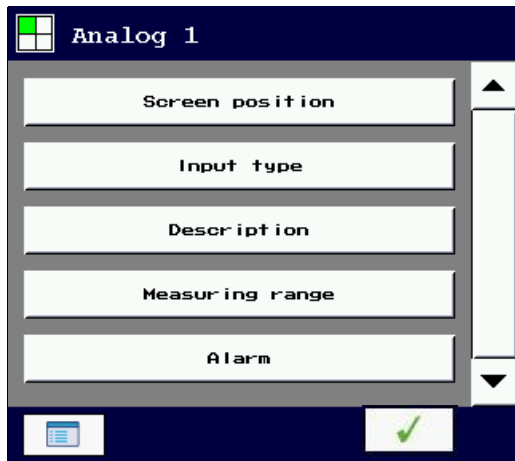 Analog 1
Screen position
Input type
Description
Measuring range
Alarm